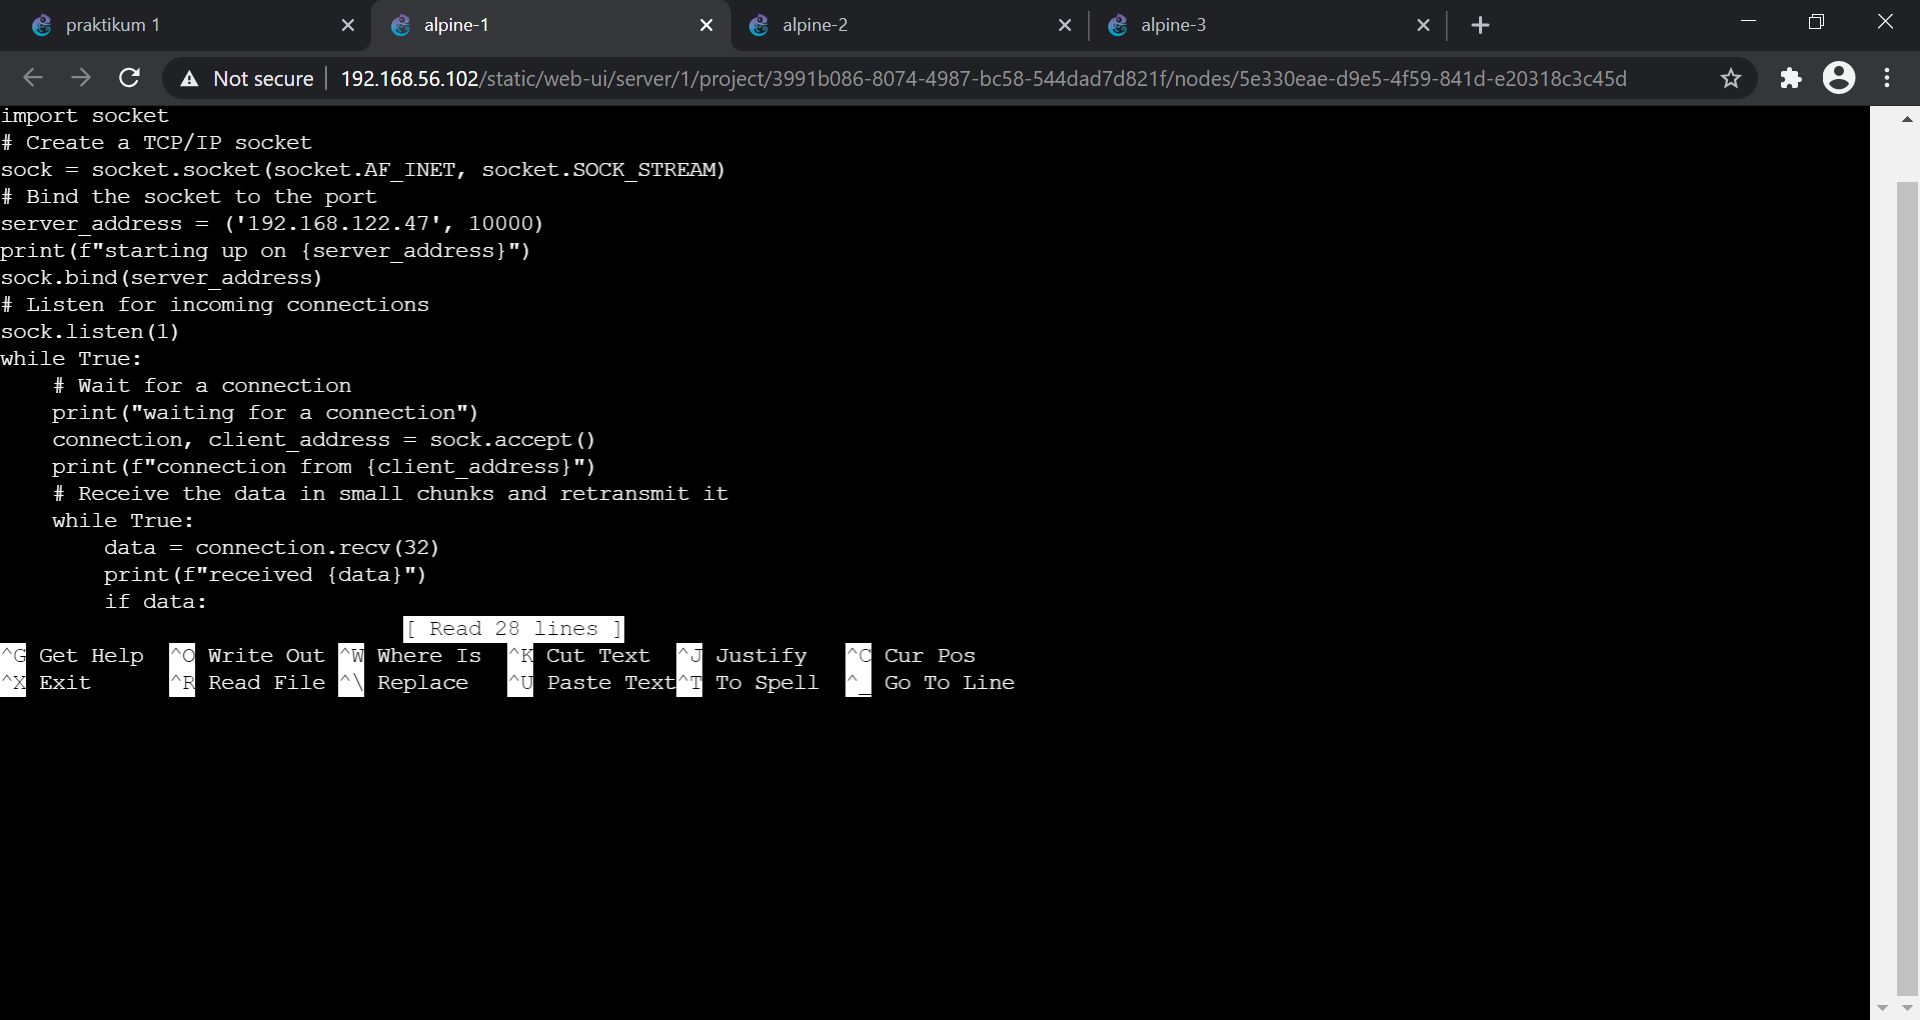 praktikum 1
alpine-1
alpine-2
alpine-3
Not secure
192.168.56.102/static/web-ui/server/1/project/3991b086-8074-4987-bc58-544dad7d821f/nodes/5e330eae-d9e5-4f59-841d-e20318c3c45d
import socket
# Create a TCP/IP socket
sock = socket.socket(socket.AF_INET, socket.SOCK_STREAM)
# Bind the socket to the port
server_address = ('192.168.122.47', 10000)
print(f"starting up on {server_address}")
sock.bind(server_address)
# Listen for incoming connections
sock.listen(1)
while True:
    # Wait for a connection
    print("waiting for a connection")
    connection, client_address = sock.accept()
    print(f"connection from {client_address}")
    # Receive the data in small chunks and retransmit it
    while True:
        data = connection.recv(32)
        print(f"received {data}")
        if data:
[ Read 28 lines ]
^G Get Help  ^O Write Out ^W Where Is  ^K Cut Text  ^J Justify   ^C Cur Pos
^X Exit      ^R Read File ^\ Replace   ^U Paste Text^T To Spell  ^_ Go To Line